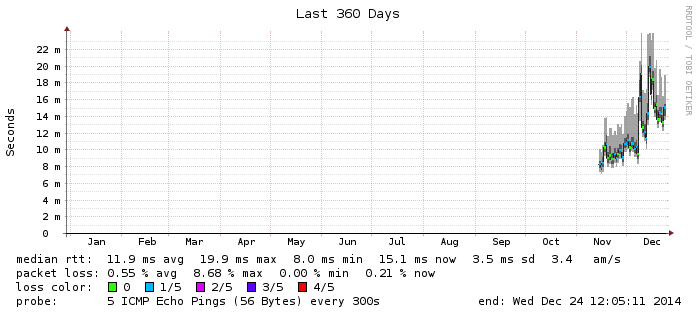 Last 360 Days
RRDTOOL / TOBI OETIKER
Seconds
22 m
20 m
18 m
16 m
14 m
12 m
10 m
8 m
6 m
4 m
2 m
0
Jan Feb Mar Apr May Jun Jul Aug Sep Oct Nov Dec
median rtt: 11.9 ms avg 19.9 ms max 8.0 ms min 15.1 ms now 3.5 ms sd 3.4 am/s
packet loss: 0.55 % avg 8.68 % max 0.00 % min 0.21 % now
loss color: 0 1/5 2/5 3/5 4/5
probe: 5 ICMP Echo Pings (56 Bytes) every 300s end: Wed Dec 24 12:05:11 2014